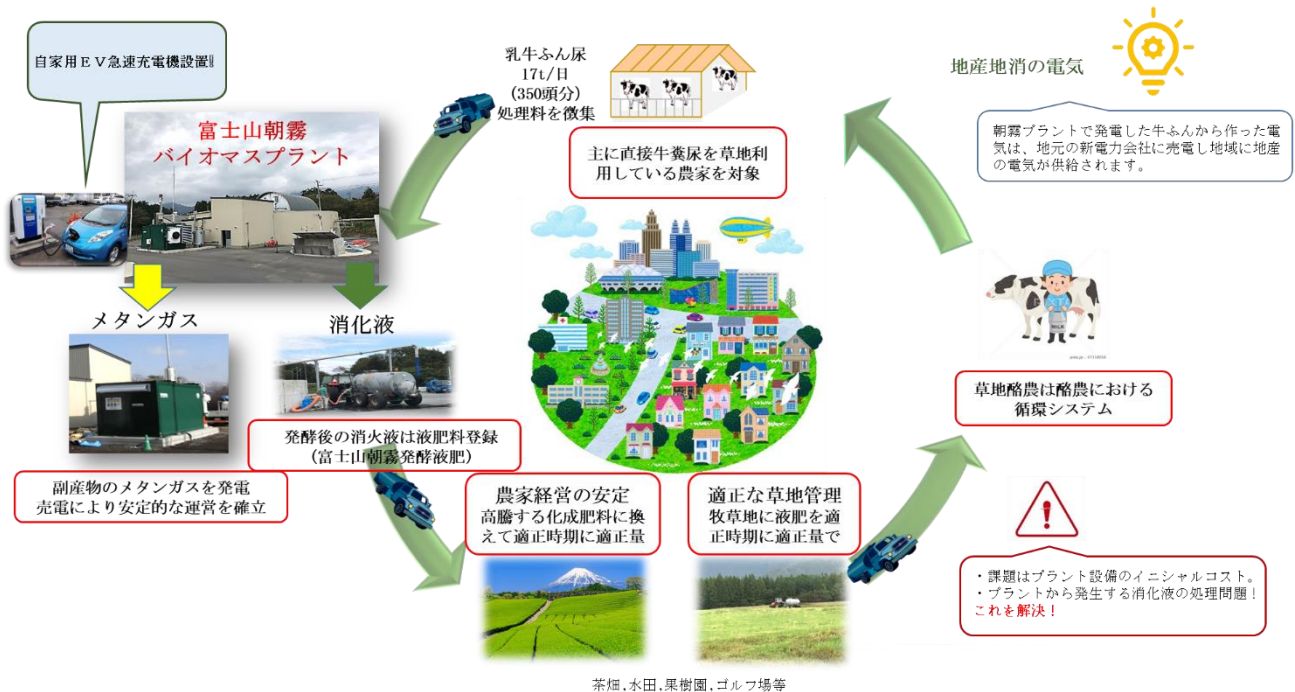 自家用EV急速充電機設置!
富士山朝霧
バイオマスプラント
乳牛ふん尿
17t/日
(350頭分)
処理料を徴集
主に直接牛糞尿を草地利
用している農家を対象
地産地消の電気
朝霧プラントで発電した牛ふんから作った電
気は、地元の新電力会社に売電し地域に地産
の電気が供給されます。
メタンガス
消化液
副産物のメタンガスを発電
売電により安定的な運営を確立
発酵後の消火液は液肥料登録
(富士山朝霧発酵液肥)
農家経営の安定
高騰する化成肥料に換
えて適正時期に適正量
適正な草地管理
牧草地に液肥を適
正時期に適正量で
茶畑,水田,果樹園,ゴルフ場等
MILK
草地酪農は酪農における
循環システム
・課題はプラント設備のイニシャルコスト。
・プラントから発生する消化液の処理問題!
これを解決!